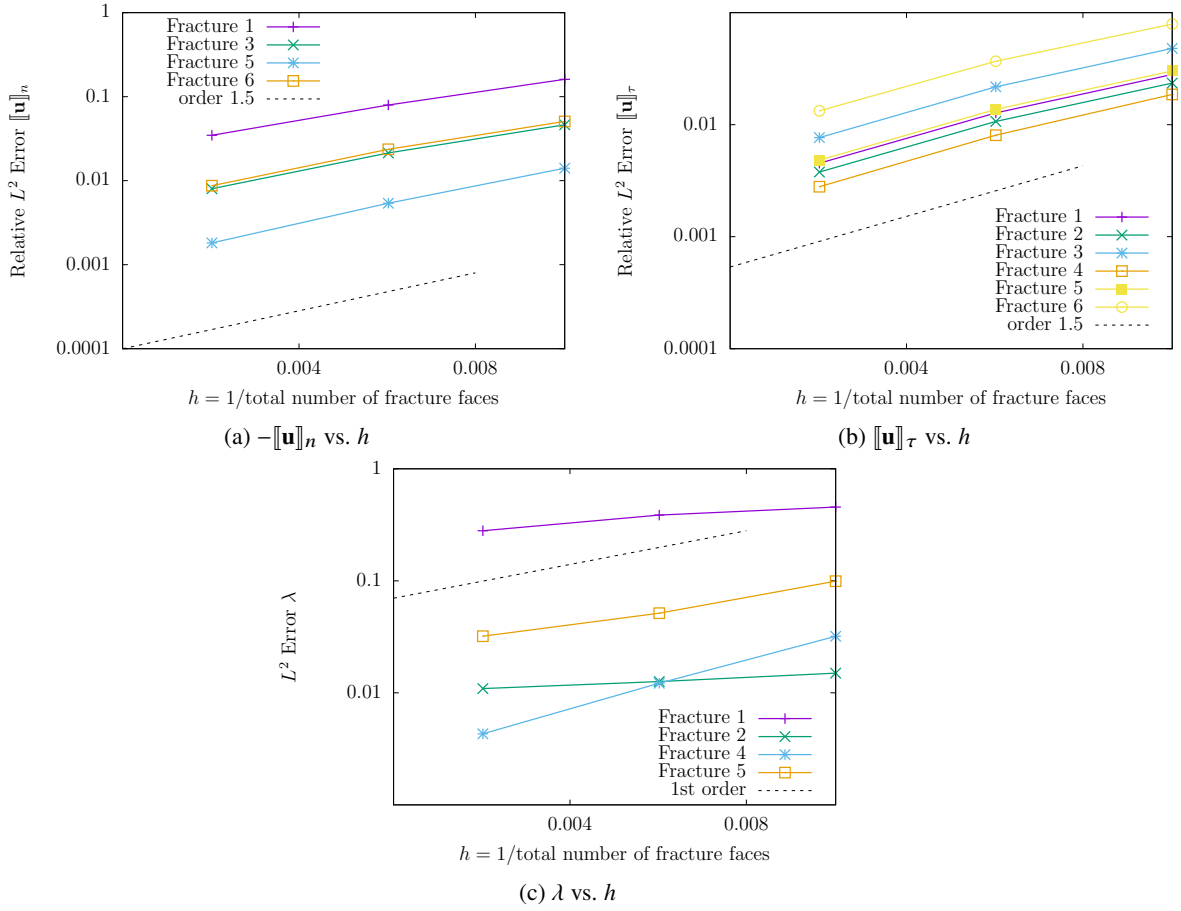 1
0.1
0.01
0.001
0.0001
0.004
0.008
Relative L² Error ⟦u⟧ₙ
h = 1/total number of fracture faces
Fracture 1
Fracture 3
Fracture 5
Fracture 6
order 1.5
(a) −⟦u⟧ₙ vs. h
0.01
0.001
0.0001
0.004
0.008
Relative L² Error ⟦u⟧τ
h = 1/total number of fracture faces
Fracture 1
Fracture 2
Fracture 3
Fracture 4
Fracture 5
Fracture 6
order 1.5
(b) ⟦u⟧τ vs. h
1
0.1
0.01
0.004
0.008
L² Error λ
h = 1/total number of fracture faces
Fracture 1
Fracture 2
Fracture 4
Fracture 5
1st order
(c) λ vs. h